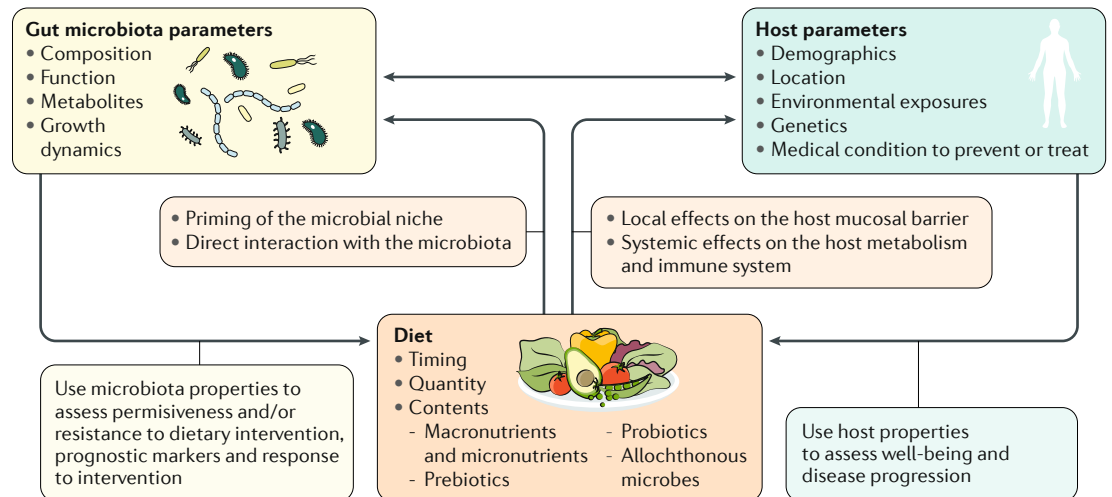 Gut microbiota parameters
• Composition
• Function
• Metabolites
• Growth
dynamics
Host parameters
• Demographics
• Location
• Environmental exposures
• Genetics
• Medical condition to prevent or treat
• Priming of the microbial niche
• Direct interaction with the microbiota
• Local effects on the host mucosal barrier
• Systemic effects on the host metabolism
and immune system
Diet
• Timing
• Quantity
• Contents
- Macronutrients
and micronutrients
- Prebiotics
- Probiotics
- Allochthonous
microbes
Use microbiota properties to
assess permisiveness and/or
resistance to dietary intervention,
prognostic markers and response
to intervention
Use host properties
to assess well-being and
disease progression